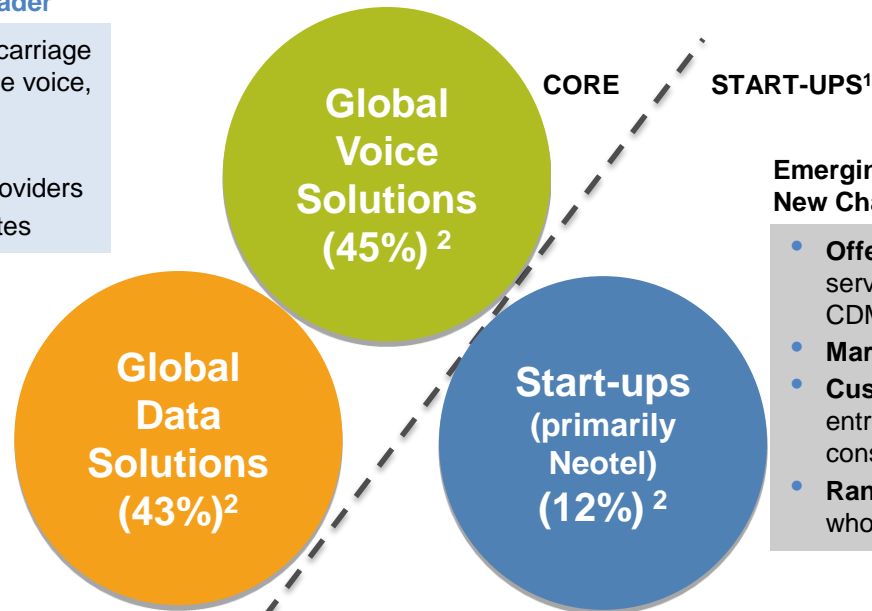 ader
carriage
e voice,
oviders
tes
Global
Voice
Solutions
(45%) ²
CORE
START-UPS¹
Global
Data
Solutions
(43%)²
Start-ups
(primarily
Neotel)
(12%) ²
Emergin
New Cha
• Offe
serv
CDM
• Mar
• Cus
entr
cons
• Ran
who